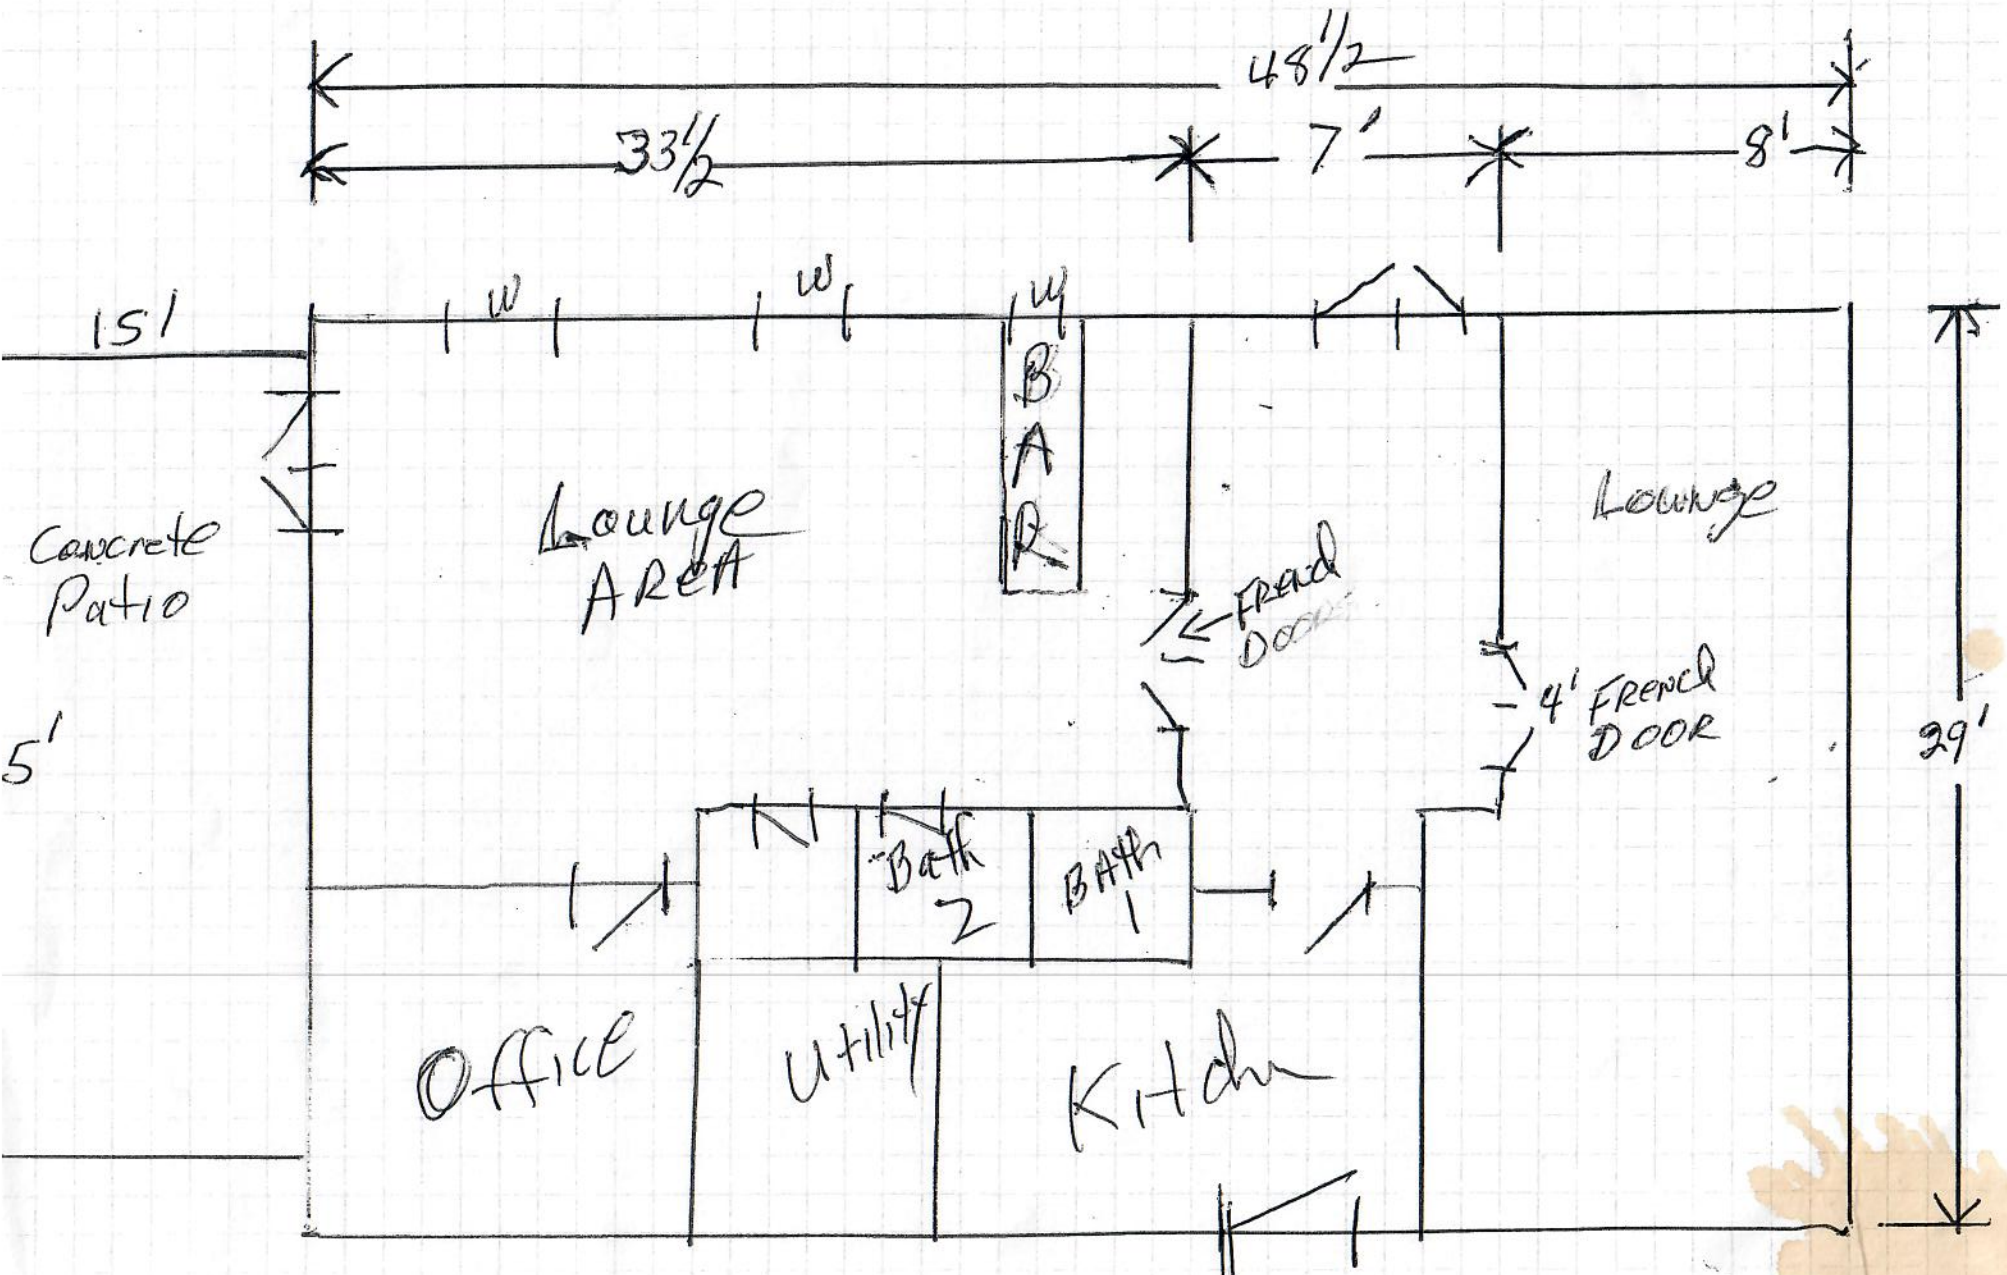 48 1/2
33 1/2
7'
8'
W
W
W
15'
B
A
R
Lounge
AREA
Lounge
Concrete
Patio
FRENCH
DOORS
4' FRENCH
DOOR
29'
5'
Bath
2
BAth
1
Office
Utility
Kitchen